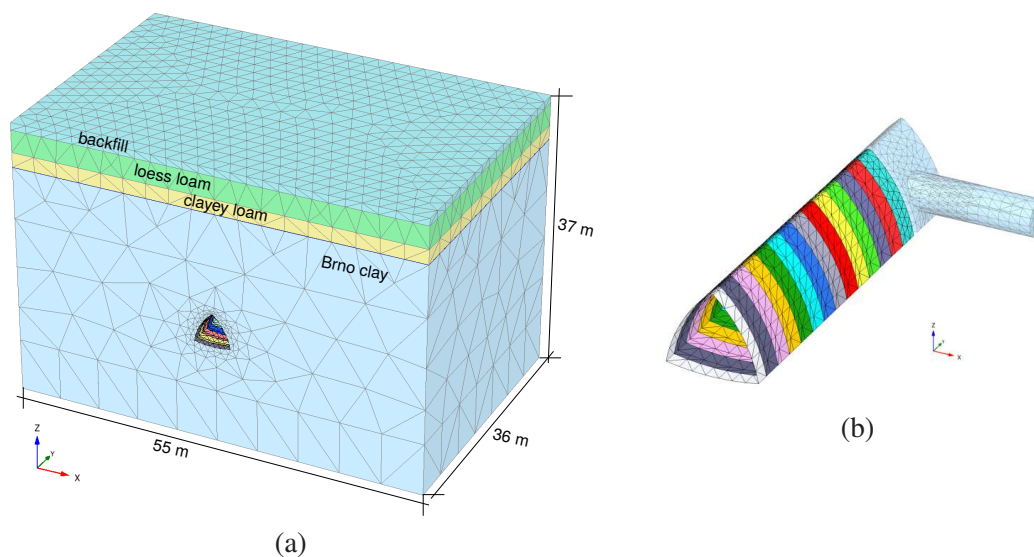 backfill
loess loam
clayey loam
Brno clay
37 m
36 m
55 m
Z
Y
X
(a)
Z
Y
X
(b)